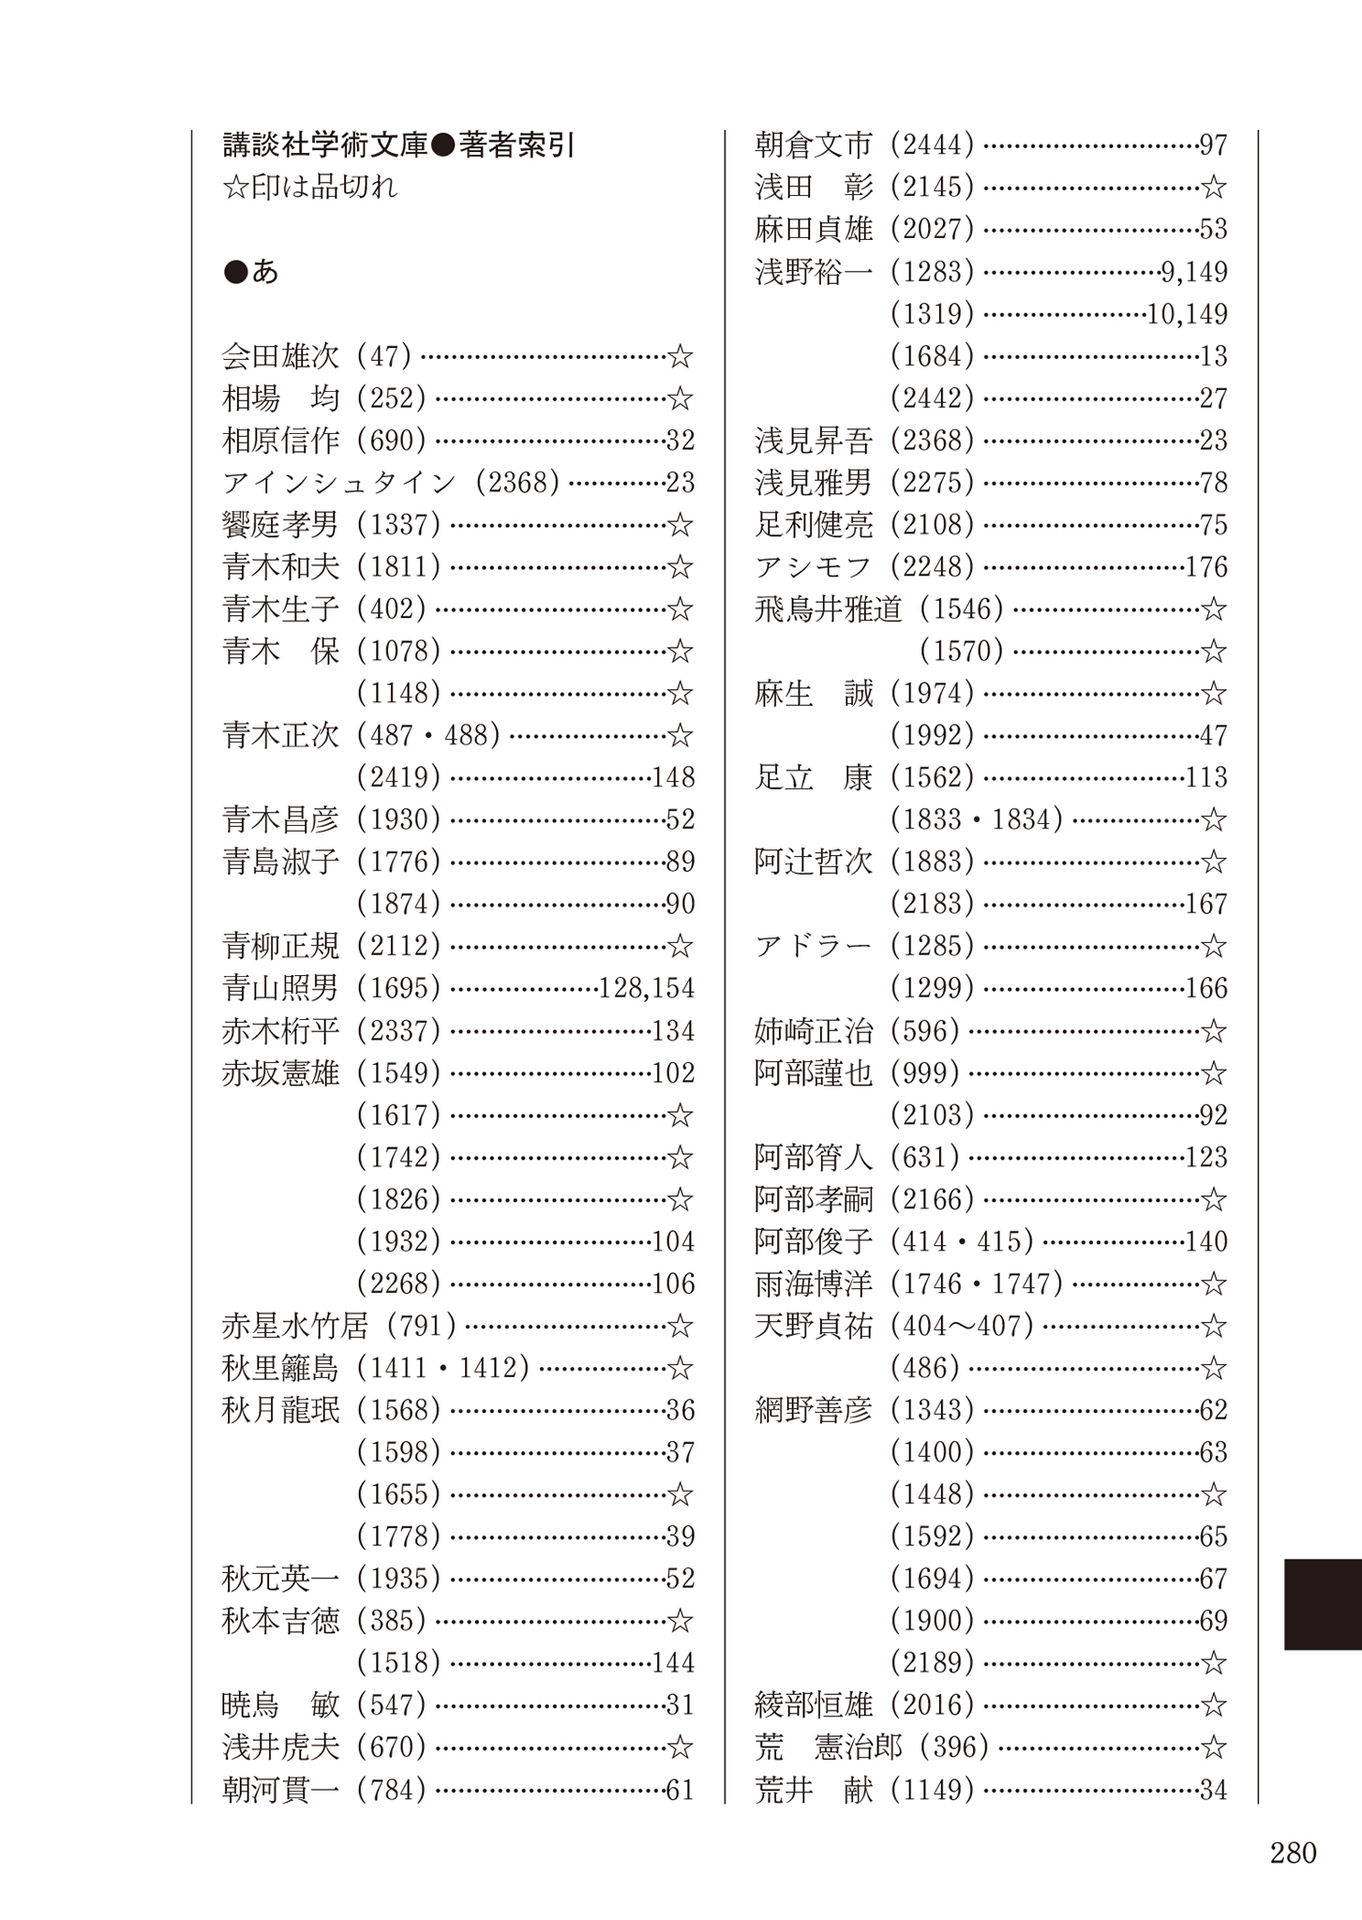 講談社学術文庫●著者索引
☆印は品切れ
●あ
会田雄次（47）…………………………☆
相場　均（252）…………………………☆
相原信作（690）…………………………32
アインシュタイン（2368）…………23
饗庭孝男（1337）………………………☆
青木和夫（1811）………………………☆
青木生子（402）…………………………☆
青木　保（1078）………………………☆
（1148）………………………☆
青木正次（487・488）…………………☆
（2419）………………………148
青木昌彦（1930）………………………52
青島淑子（1776）………………………89
（1874）………………………90
青柳正規（2112）………………………☆
青山照男（1695）………………128,154
赤木桁平（2337）………………………134
赤坂憲雄（1549）………………………102
（1617）………………………☆
（1742）………………………☆
（1826）………………………☆
（1932）………………………104
（2268）………………………106
赤星水竹居（791）………………………☆
秋里籬島（1411・1412）………………☆
秋月龍珉（1568）………………………36
（1598）………………………37
（1655）………………………☆
（1778）………………………39
秋元英一（1935）………………………52
秋本吉徳（385）…………………………☆
（1518）………………………144
暁烏　敏（547）…………………………31
浅井虎夫（670）…………………………☆
朝河貫一（784）…………………………61
朝倉文市（2444）………………………97
浅田　彰（2145）………………………☆
麻田貞雄（2027）………………………53
浅野裕一（1283）……………………9,149
（1319）…………………10,149
（1684）………………………13
（2442）………………………27
浅見昇吾（2368）………………………23
浅見雅男（2275）………………………78
足利健亮（2108）………………………75
アシモフ（2248）………………………176
飛鳥井雅道（1546）……………………☆
（1570）……………………☆
麻生　誠（1974）………………………☆
（1992）………………………47
足立　康（1562）………………………113
（1833・1834）………………☆
阿辻哲次（1883）………………………☆
（2183）………………………167
アドラー（1285）………………………☆
（1299）………………………166
姉崎正治（596）…………………………☆
阿部謹也（999）…………………………☆
（2103）………………………92
阿部筲人（631）…………………………123
阿部孝嗣（2166）………………………☆
阿部俊子（414・415）…………………140
雨海博洋（1746・1747）………………☆
天野貞祐（404〜407）…………………☆
（486）…………………………☆
網野善彦（1343）………………………62
（1400）………………………63
（1448）………………………☆
（1592）………………………65
（1694）………………………67
（1900）………………………69
（2189）………………………☆
綾部恒雄（2016）………………………☆
荒　憲治郎（396）………………………☆
荒井　献（1149）………………………34
280